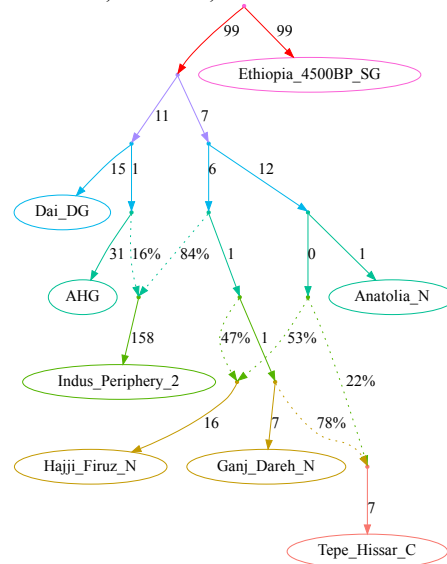 99 99
Ethiopia_4500BP_SG
11 7
15 1 6 12
Dai_DG
31 16% 84% 1 0 1
AHG Anatolia_N
158 47% 1 53%
Indus_Periphery_2 22%
16 7 78%
Hajji_Firuz_N Ganj_Dareh_N
7
Tepe_Hissar_C